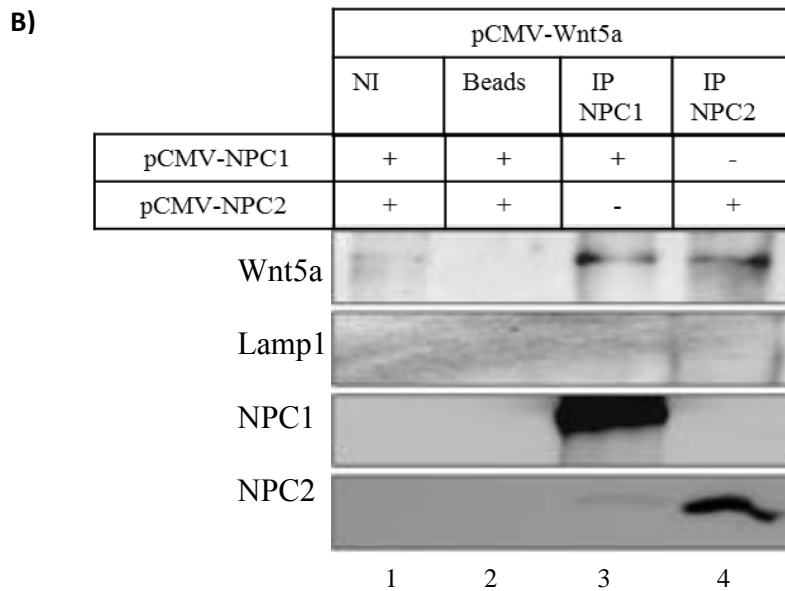 B)
pCMV-Wnt5a
NI Beads IP NPC1 IP NPC2
pCMV-NPC1 + + + -
pCMV-NPC2 + + - +
Wnt5a
Lamp1
NPC1
NPC2
1 2 3 4